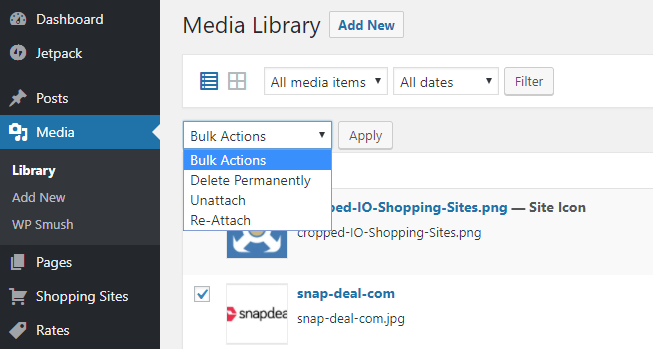 Dashboard
Jetpack
Posts
Media
Library
Add New
WP Smush
Pages
Shopping Sites
Rates
Media Library Add New
All media items All dates Filter
Bulk Actions Apply
Bulk Actions
Delete Permanently
Unattach
Re-Attach
ped-IO-Shopping-Sites.png — Site Icon
cropped-IO-Shopping-Sites.png
snapdea
snap-deal-com
snap-deal-com.jpg